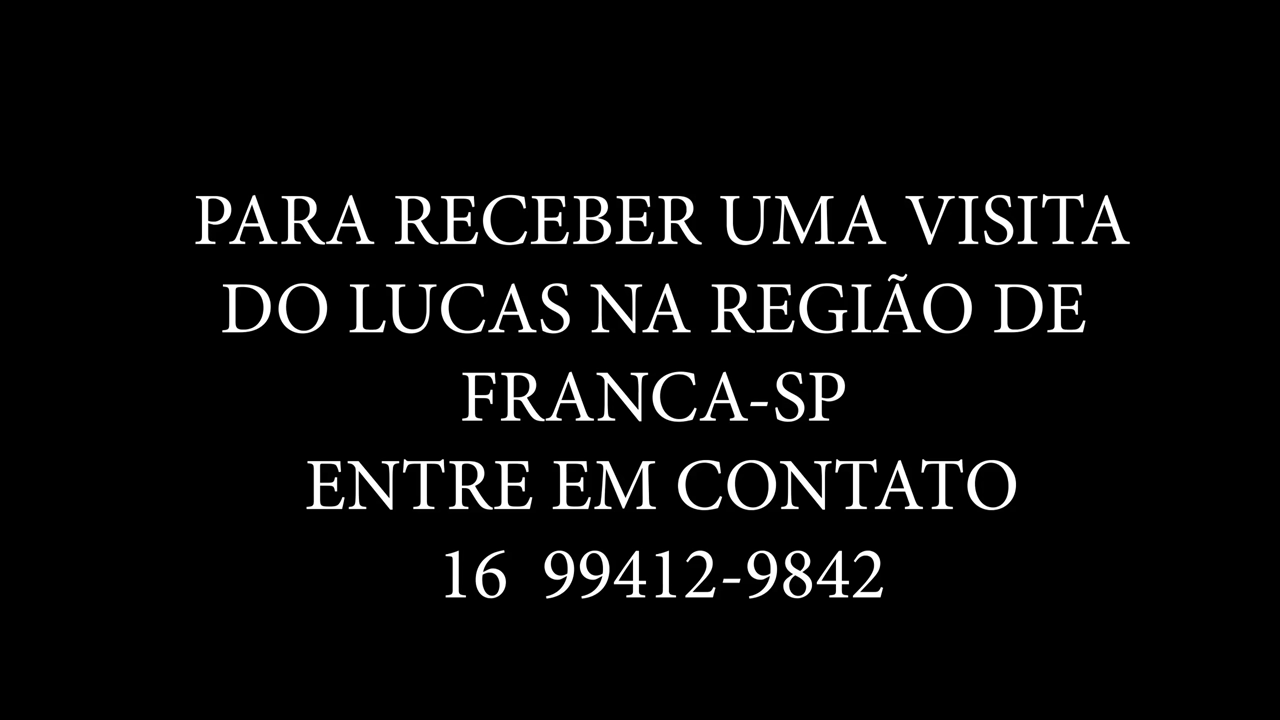 PARA RECEBER UMA VISITA
DO LUCAS NA REGIÃO DE
FRANCA-SP
ENTRE EM CONTATO
16 99412-9842